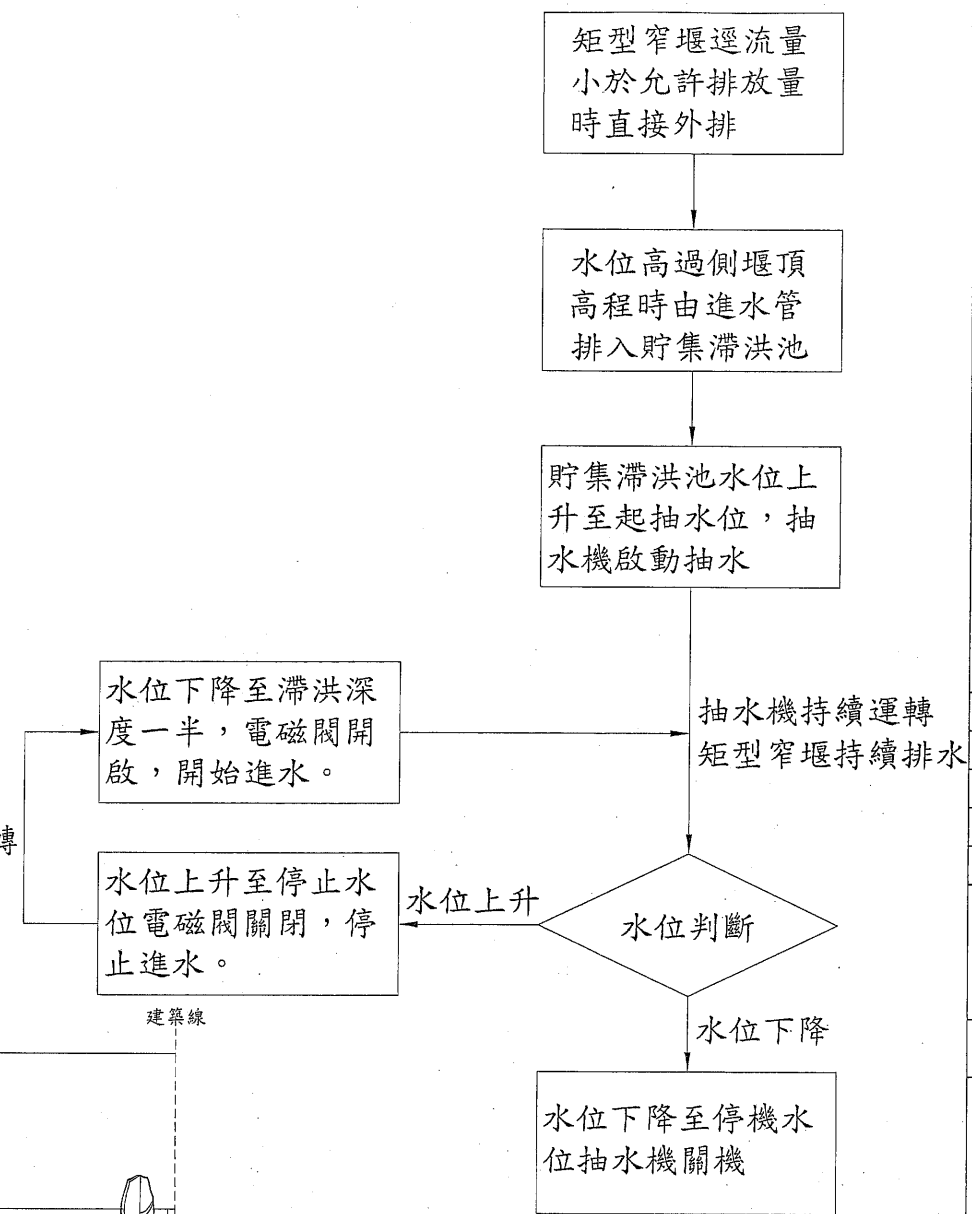 矩型窄堰逕流量
小於允許排放量
時直接外排
水位高過側堰頂
高程時由進水管
排入貯集滯洪池
貯集滯洪池水位上
升至起抽水位，抽
水機啟動抽水
抽水機持續運轉
矩型窄堰持續排水
水位下降至滯洪深
度一半，電磁閥開
啟，開始進水。
水位上升至停止水
位電磁閥關閉，停
止進水。
水位上升
水位判斷
水位下降
水位下降至停機水
位抽水機關機
建築線